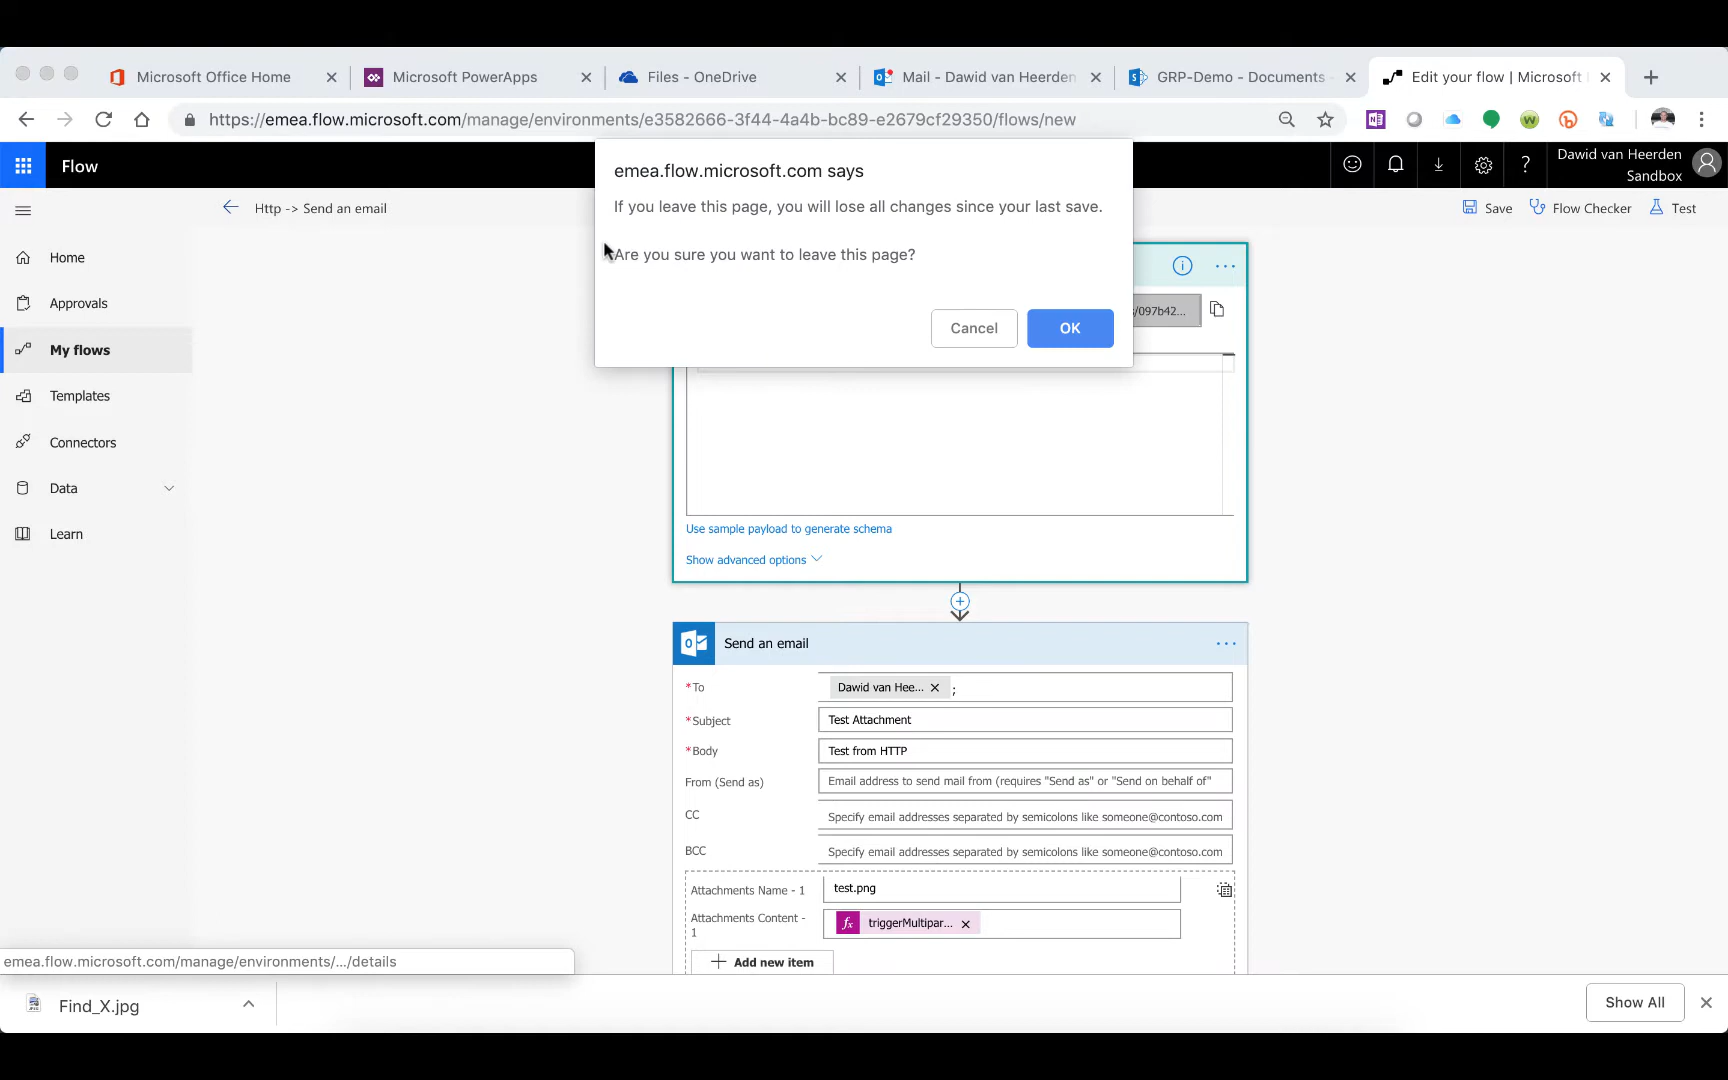 Microsoft Office Home
Microsoft PowerApps
Files - OneDrive
Mail - Dawid van Heerden
GRP-Demo - Documents -
Edit your flow | Microsoft
https://emea.flow.microsoft.com/manage/environments/e3582666-3f44-4a4b-bc89-e2679cf29350/flows/new
Flow
Dawid van Heerden
Sandbox
Http -> Send an email
Save
Flow Checker
Test
emea.flow.microsoft.com says
If you leave this page, you will lose all changes since your last save.
Are you sure you want to leave this page?
Cancel
OK
Home
Approvals
My flows
Templates
Connectors
Data
Learn
/097b42...
Use sample payload to generate schema
Show advanced options
Send an email
*To
Dawid van Hee... ;
*Subject
Test Attachment
*Body
Test from HTTP
From (Send as)
Email address to send mail from (requires "Send as" or "Send on behalf of"
CC
Specify email addresses separated by semicolons like someone@contoso.com
BCC
Specify email addresses separated by semicolons like someone@contoso.com
Attachments Name - 1
test.png
Attachments Content -
1
fx triggerMultipar...
Add new item
emea.flow.microsoft.com/manage/environments/.../details
Find_X.jpg
Show All